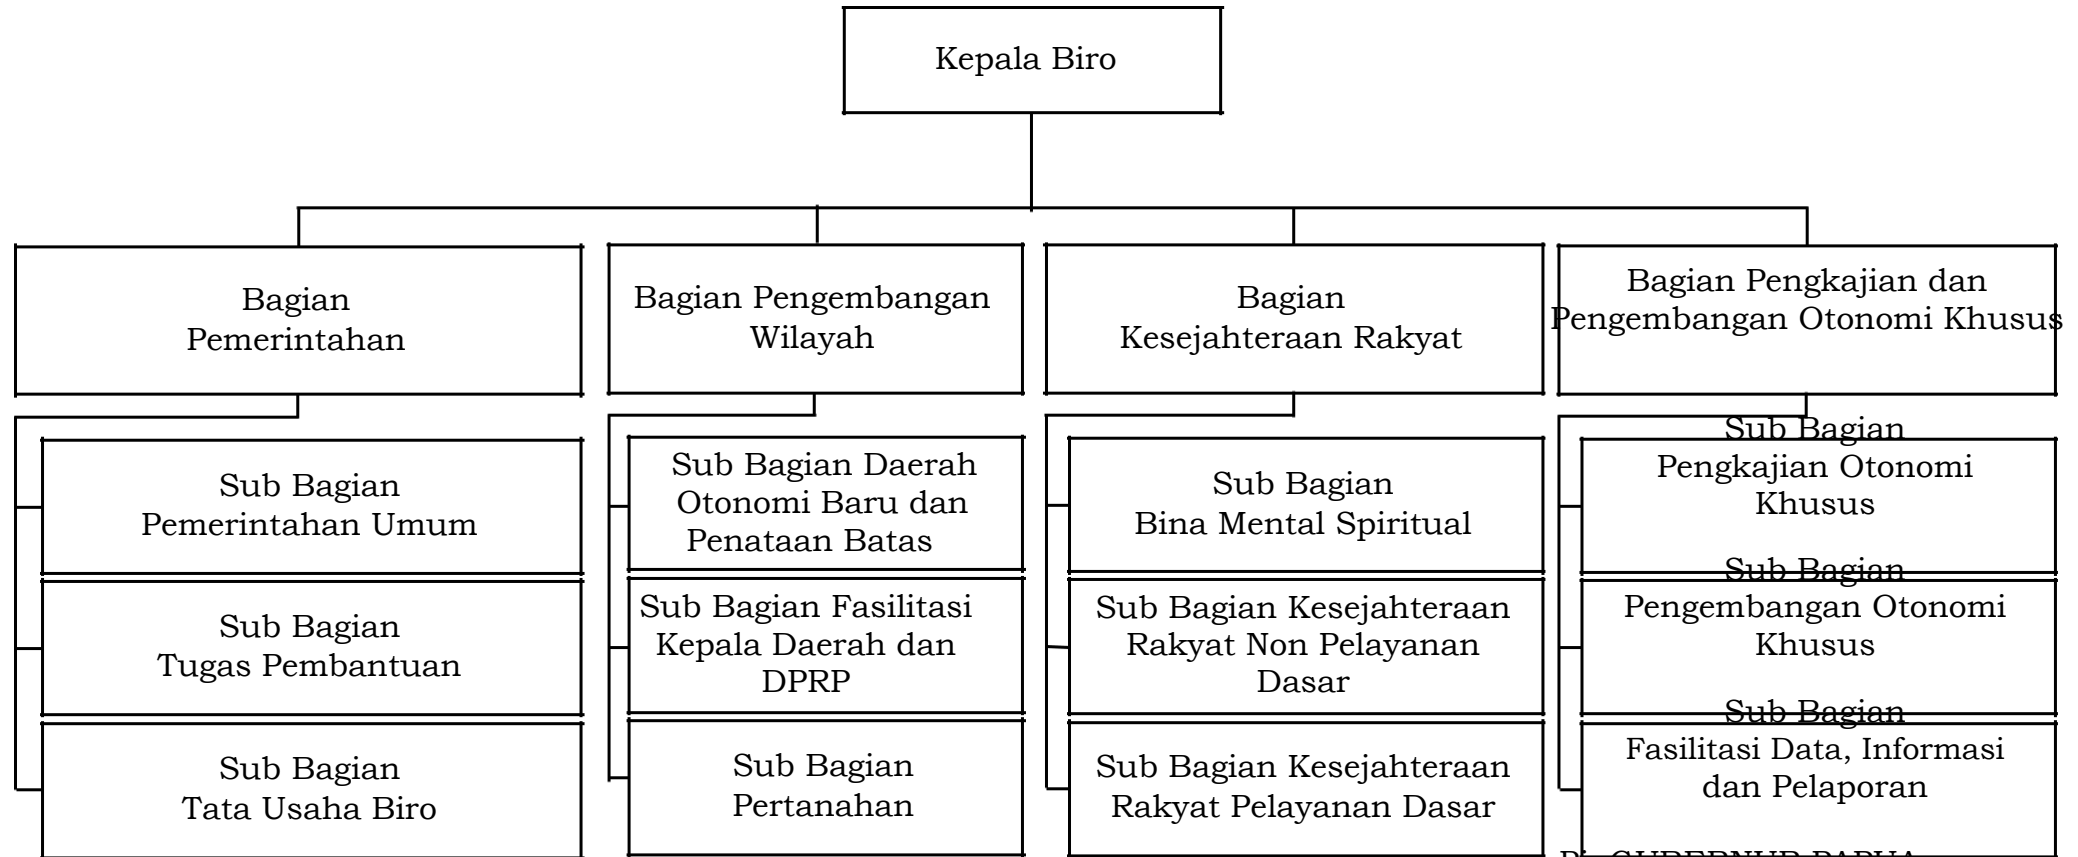 Kepala Biro
Bagian
Pemerintahan
Bagian Pengembangan
Wilayah
Bagian
Kesejahteraan Rakyat
Bagian Pengkajian dan
Pengembangan Otonomi Khusus
Sub Bagian
Pemerintahan Umum
Sub Bagian
Tugas Pembantuan
Sub Bagian
Tata Usaha Biro
Sub Bagian Daerah
Otonomi Baru dan
Penataan Batas
Sub Bagian Fasilitasi
Kepala Daerah dan
DPRP
Sub Bagian
Pertanahan
Sub Bagian
Bina Mental Spiritual
Sub Bagian Kesejahteraan
Rakyat Non Pelayanan
Dasar
Sub Bagian Kesejahteraan
Rakyat Pelayanan Dasar
Sub Bagian
Pengkajian Otonomi
Khusus
Sub Bagian
Pengembangan Otonomi
Khusus
Sub Bagian
Fasilitasi Data, Informasi
dan Pelaporan
GUBERNUR PAPUA